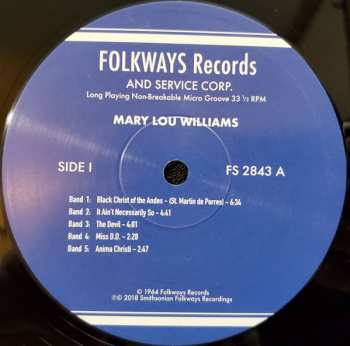 FOLKWAYS Records
AND SERVICE CORP.
Long Playing Non-Breakable Micro Groove 33 1/3 RPM
MARY LOU WILLIAMS
SIDE I FS 2843 A
Band 1: Black Christ of the Andes – (St. Martin de Porres) – 6:34
Band 2: It Ain't Necessarily So – 4:41
Band 3: The Devil – 4:01
Band 4: Miss D.D. – 2:28
Band 5: Anima Christi – 2:47
© 1964 Folkways Records
℗© 2018 Smithsonian Folkways Recordings